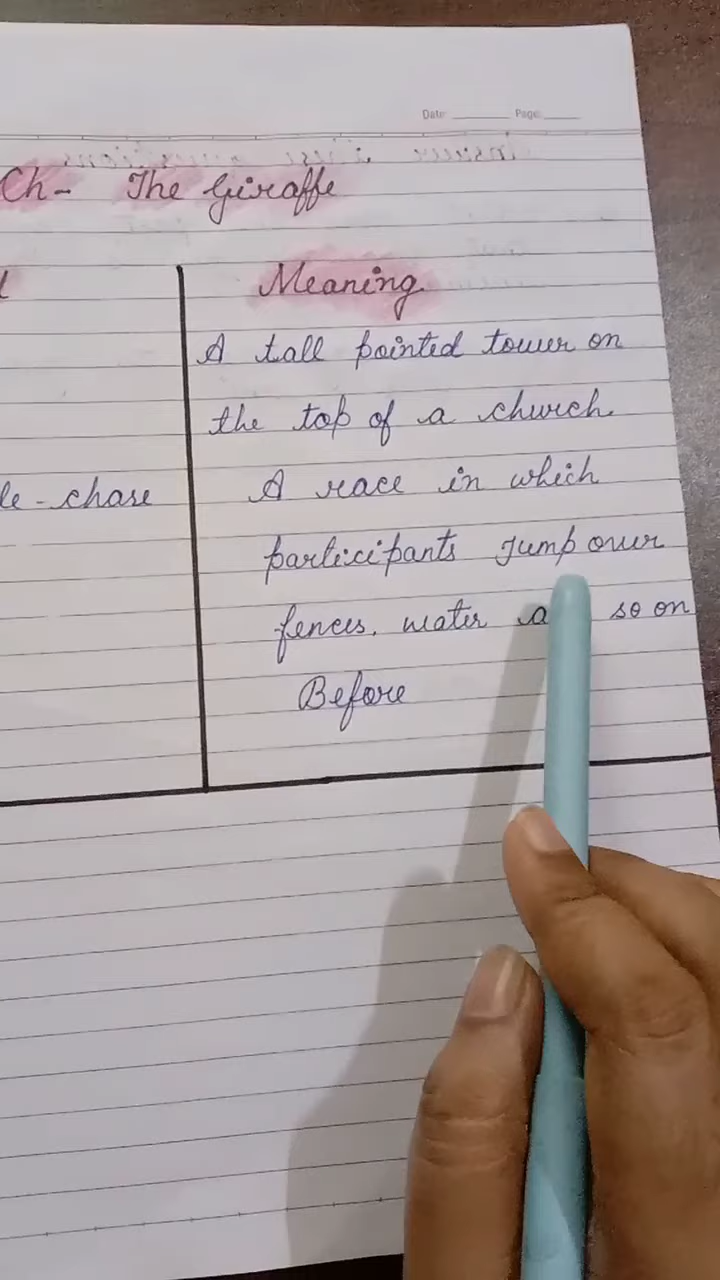 Date: Page:
Ch- The Giraffe
Meaning
A tall pointed tower on
the top of a church.
le-chase A race in which
participants Jump over
fences, water a so on
Before